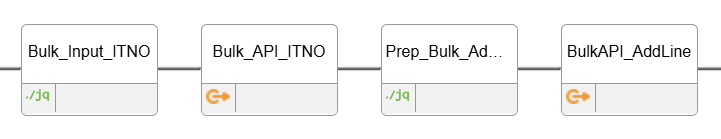 Bulk_Input_ITNO
Bulk_API_ITNO
Prep_Bulk_Ad...
BulkAPI_AddLine
./jq
./jq